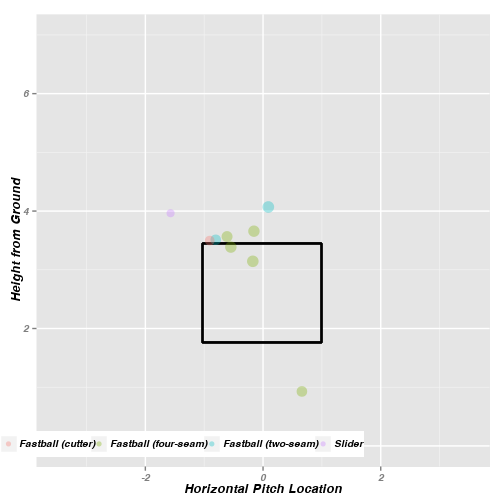 6
4
2
Height from Ground
Fastball (cutter) Fastball (four-seam) Fastball (two-seam) Slider
-2 0 2
Horizontal Pitch Location